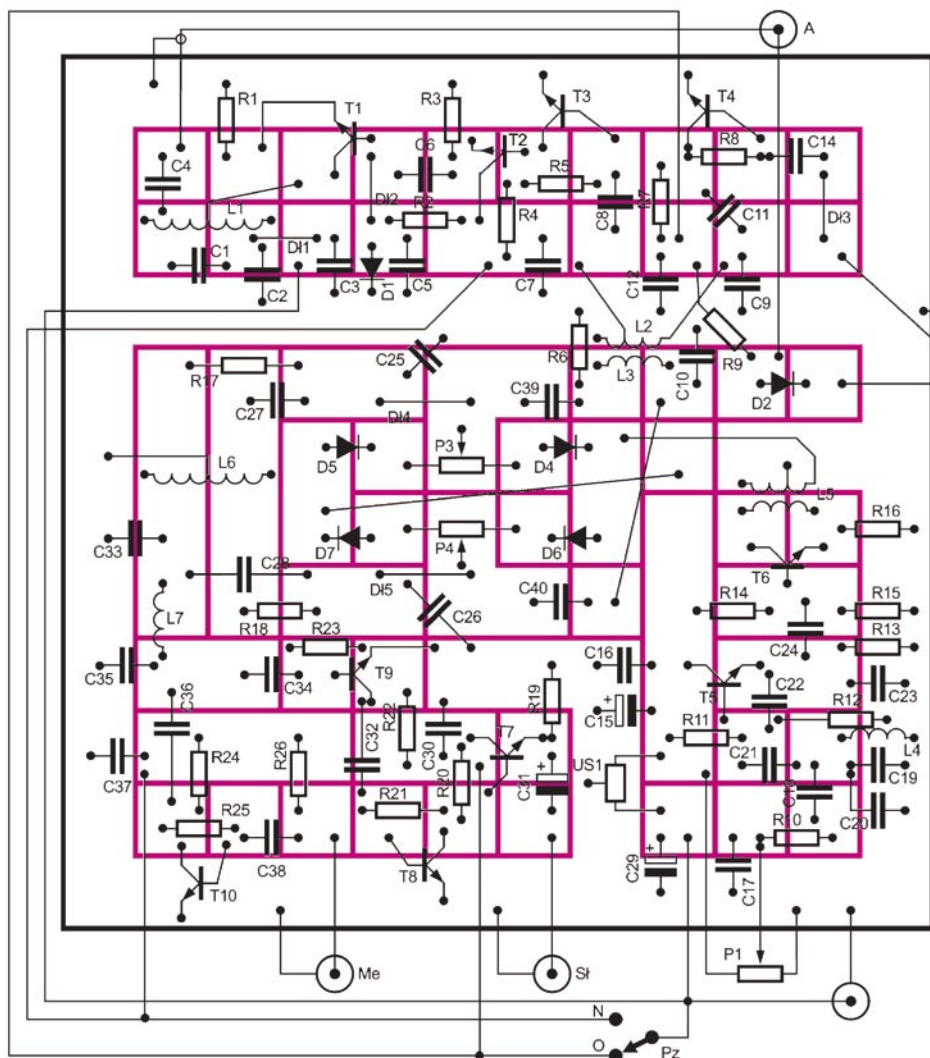 A
R1
R3
T1
T3
T4
C4
C6
T2
R8
C14
R5
L1
DŁ2
R2
R4
C8
R7
C11
DŁ3
C1
DŁ1
C2
C3
D1
C5
C7
C12
C9
L2
R17
C25
R6
L3
C10
R9
D2
C27
C39
DŁ4
P3
D5
D4
L6
L5
R16
C33
D7
P4
D6
C28
T6
DŁ5
C26
C40
R14
R15
L7
R18
R23
C24
R13
C35
C34
T9
C16
T5
C22
C23
C36
R22
C30
R19
C15
+
R12
C32
T7
R11
L4
C37
R24
R26
R20
C31
+
US1
C21
C19
C18
R25
R21
R10
C20
C38
T10
T8
C29
+
C17
Me
Sł
P1
N
O
Pz